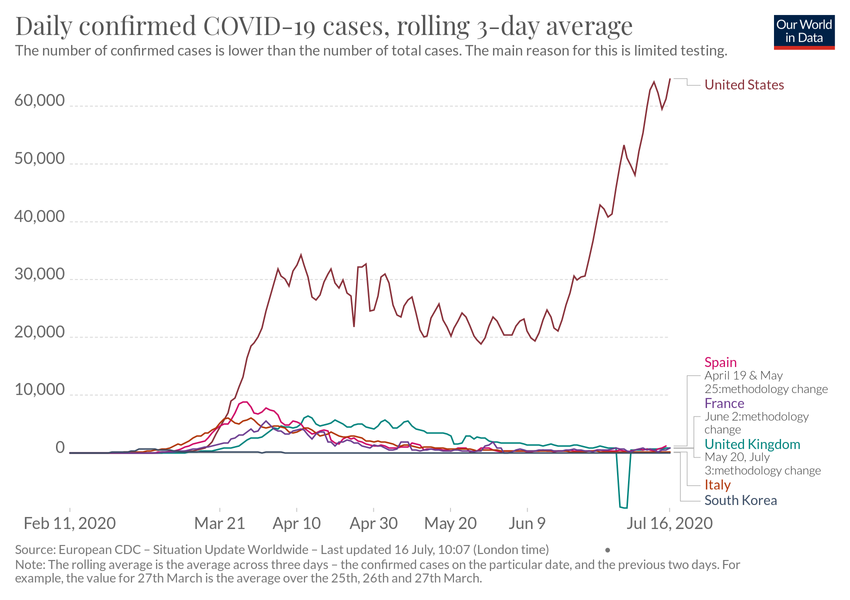 Daily confirmed COVID-19 cases, rolling 3-day average
The number of confirmed cases is lower than the number of total cases. The main reason for this is limited testing.
Our World
in Data
60,000
50,000
40,000
30,000
20,000
10,000
0
United States
Spain
April 19 & May
25:methodology change
France
June 2:methodology
change
United Kingdom
May 20, July
3:methodology change
Italy
South Korea
Feb 11, 2020
Mar 21
Apr 10
Apr 30
May 20
Jun 9
Jul 16, 2020
Source: European CDC – Situation Update Worldwide – Last updated 16 July, 10:07 (London time)
Note: The rolling average is the average across three days – the confirmed cases on the particular date, and the previous two days. For
example, the value for 27th March is the average over the 25th, 26th and 27th March.